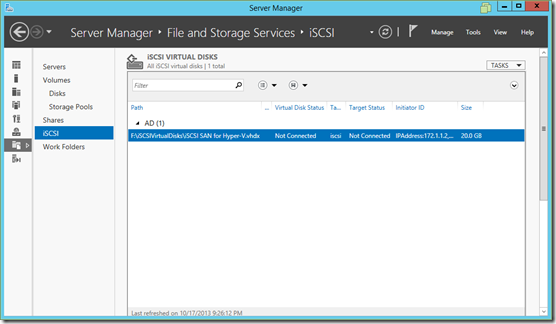 Server Manager
Server Manager ▸ File and Storage Services ▸ iSCSI
Manage Tools View Help
Servers
Volumes
Disks
Storage Pools
Shares
iSCSI
Work Folders
iSCSI VIRTUAL DISKS
All iSCSI virtual disks | 1 total
TASKS
Filter
Path ... Virtual Disk Status Ta... Target Status Initiator ID Size
AD (1)
F:\iSCSIVirtualDisks\iSCSI SAN for Hyper-V.vhdx Not Connected iscsi Not Connected IPAddress:172.1.1.2,... 20.0 GB
Last refreshed on 10/17/2013 9:26:12 PM